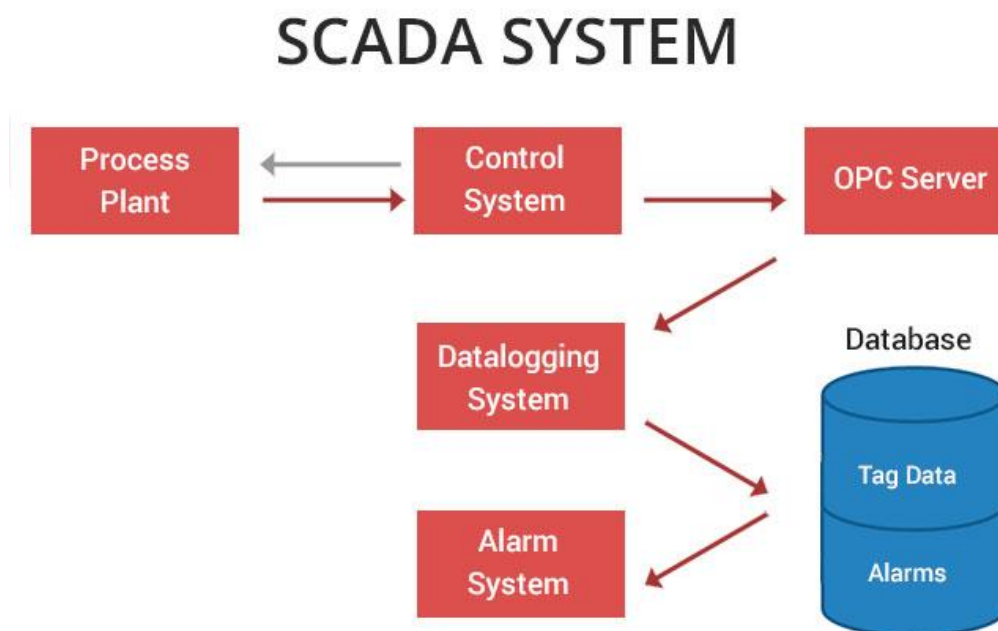 SCADA SYSTEM
Process
Plant
Control
System
OPC Server
Datalogging
System
Database
Tag Data
Alarms
Alarm
System